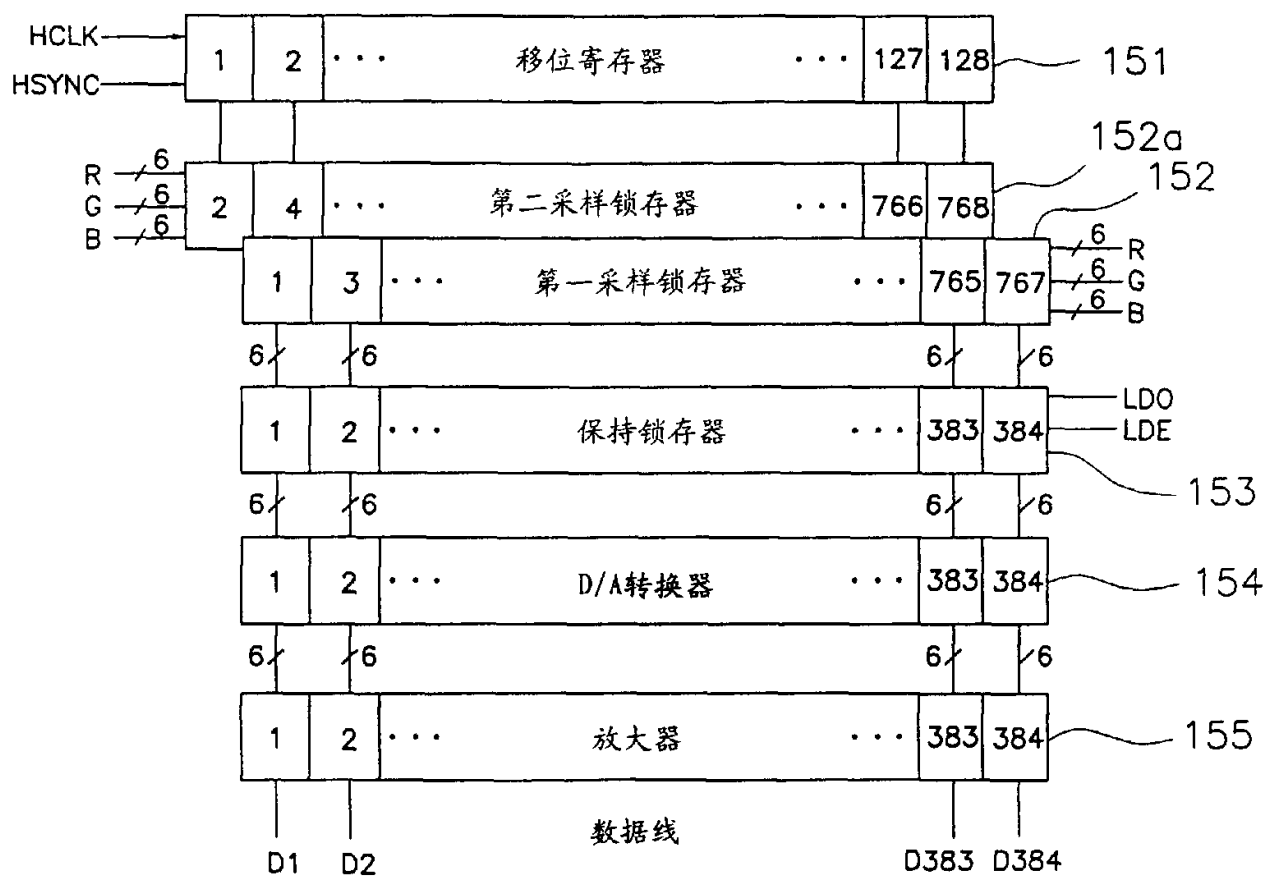 HCLK
HSYNC
1 2 ··· 移位寄存器 ··· 127 128
151
152a
152
R 6
G 6
B 6
2 4 ··· 第二采样锁存器 ··· 766 768
1 3 ··· 第一采样锁存器 ··· 765 767
6 R
6 G
6 B
6 6 6 6
1 2 ··· 保持锁存器 ··· 383 384
LDO
LDE
153
6 6 6 6
1 2 ··· D/A转换器 ··· 383 384
154
6 6 6 6
1 2 ··· 放大器 ··· 383 384
155
数据线
D1 D2 D383 D384